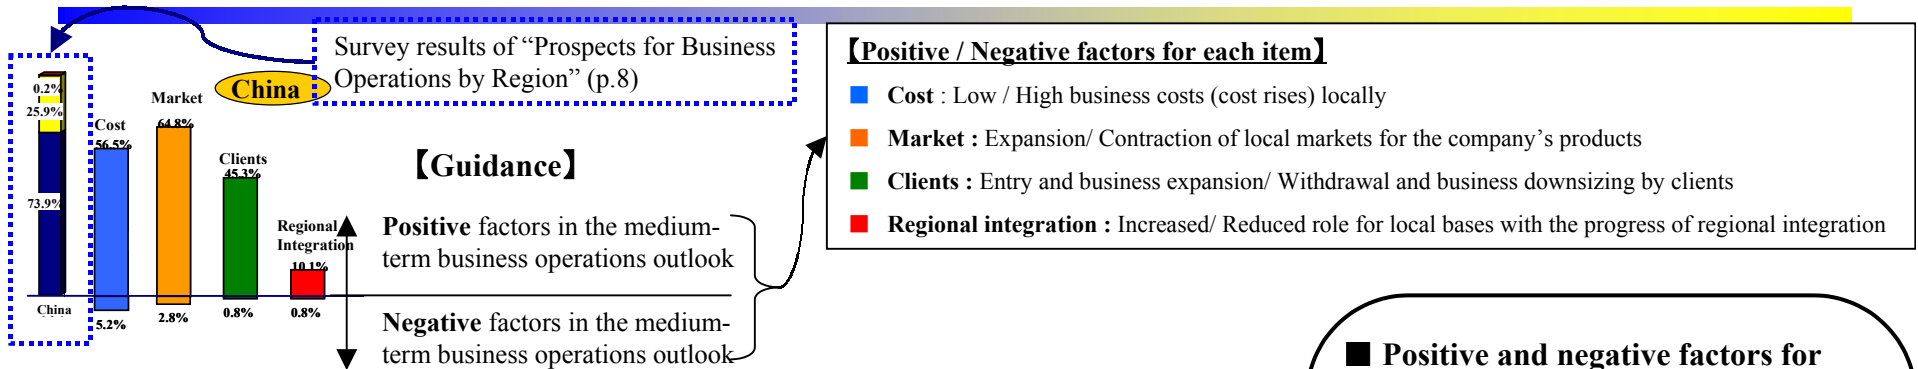 Survey results of “Prospects for Business
Operations by Region” (p.8)
China
0.2%
25.9%
73.9%
China
Cost
56.5%
5.2%
Market
64.8%
2.8%
Clients
45.3%
0.8%
Regional
Integration
10.1%
0.8%
【Guidance】
Positive factors in the medium-
term business operations outlook
Negative factors in the medium-
term business operations outlook
【Positive / Negative factors for each item】
■ Cost : Low / High business costs (cost rises) locally
■ Market : Expansion/ Contraction of local markets for the company’s products
■ Clients : Entry and business expansion/ Withdrawal and business downsizing by clients
■ Regional integration : Increased/ Reduced role for local bases with the progress of regional integration
■ Positive and negative factors for